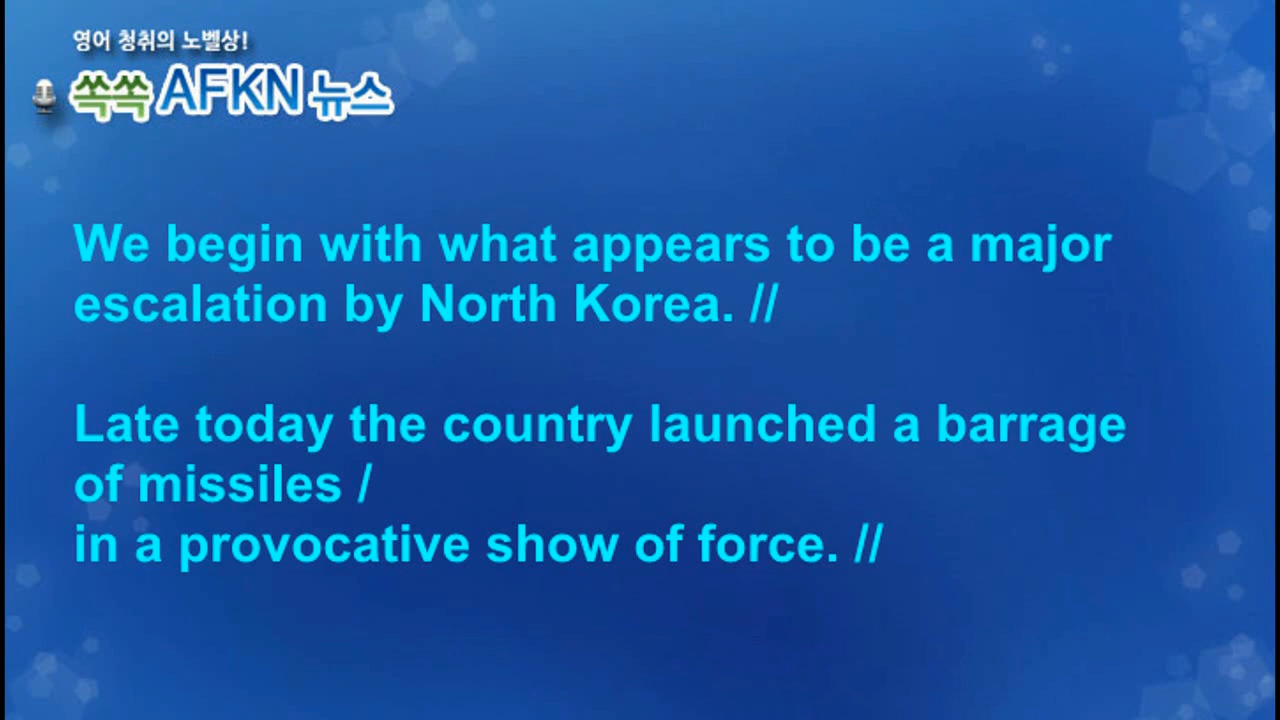 영어 청취의 노벨상!
쏙쏙 AFKN 뉴스
We begin with what appears to be a major
escalation by North Korea. //
Late today the country launched a barrage
of missiles /
in a provocative show of force. //